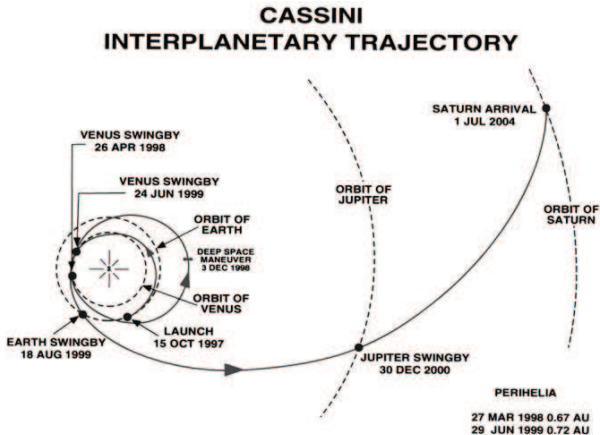 CASSINI
INTERPLANETARY TRAJECTORY
SATURN ARRIVAL
1 JUL 2004
VENUS SWINGBY
26 APR 1998
VENUS SWINGBY
24 JUN 1999
ORBIT OF
JUPITER
ORBIT OF
SATURN
ORBIT OF
EARTH
DEEP SPACE
MANEUVER
3 DEC 1998
ORBIT OF
VENUS
LAUNCH
15 OCT 1997
EARTH SWINGBY
18 AUG 1999
JUPITER SWINGBY
30 DEC 2000
PERIHELIA
27 MAR 1998 0.67 AU
29 JUN 1999 0.72 AU